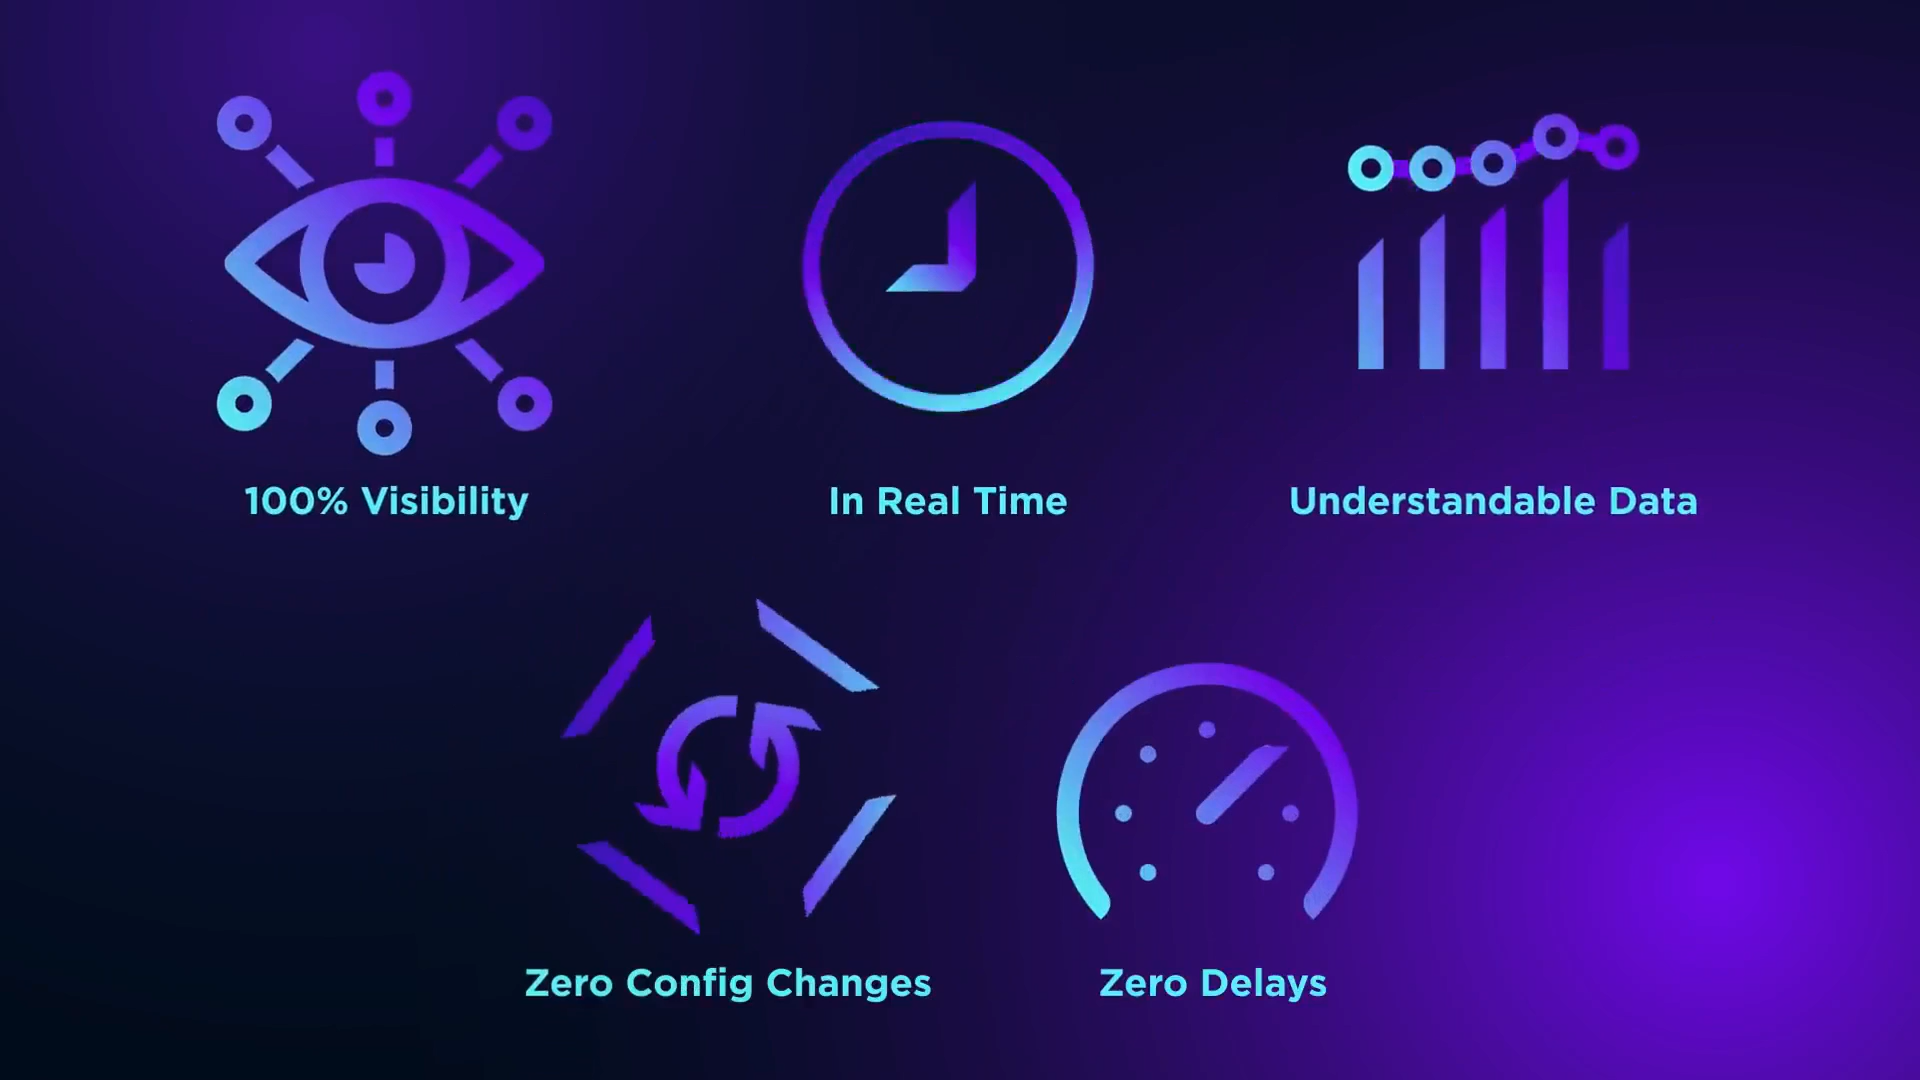 100% Visibility
In Real Time
Understandable Data
Zero Config Changes
Zero Delays